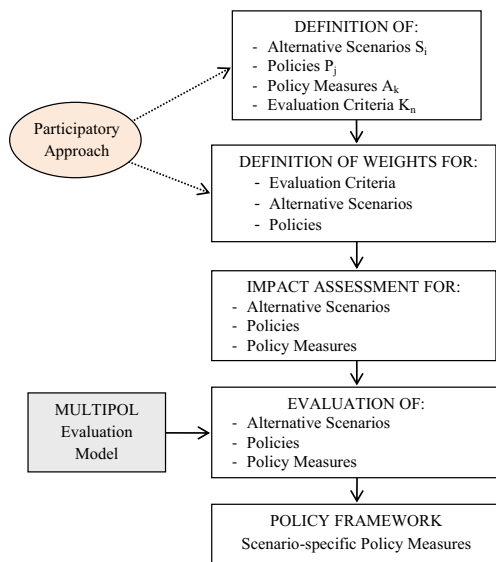 DEFINITION OF:
- Alternative Scenarios Si
- Policies Pj
- Policy Measures Ak
- Evaluation Criteria Kn
Participatory
Approach
DEFINITION OF WEIGHTS FOR:
- Evaluation Criteria
- Alternative Scenarios
- Policies
IMPACT ASSESSMENT FOR:
- Alternative Scenarios
- Policies
- Policy Measures
MULTIPOL
Evaluation
Model
EVALUATION OF:
- Alternative Scenarios
- Policies
- Policy Measures
POLICY FRAMEWORK
Scenario-specific Policy Measures